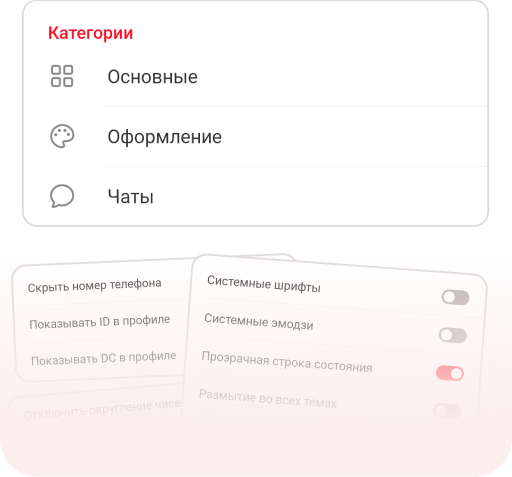 Категории
Основные
Оформление
Чаты
Скрыть номер телефона
Показывать ID в профиле
Показывать DC в профиле
Отключить округление чисе
Системные шрифты
Системные эмодзи
Прозрачная строка состояния
Размытие во всех темах